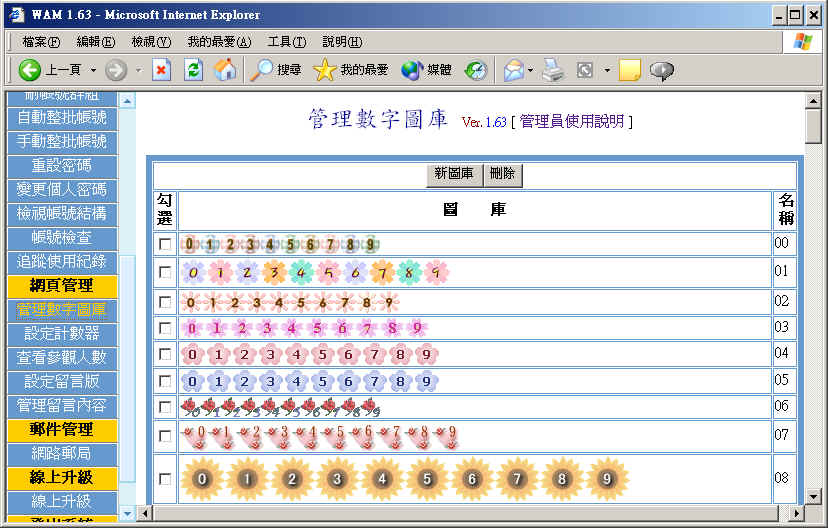 WAM 1.63 - Microsoft Internet Explorer
檔案(F) 編輯(E) 檢視(V) 我的最愛(A) 工具(T) 說明(H)
上一頁 搜尋 我的最愛 媒體
自動整批帳號
手動整批帳號
重設密碼
變更個人密碼
檢視帳號結構
帳號檢查
追蹤使用紀錄
網頁管理
管理數字圖庫
設定計數器
查看參觀人數
設定留言版
管理留言內容
郵件管理
網路郵局
線上升級
線上升級
管理數字圖庫 Ver. 1.63 [ 管理員使用說明 ]
新圖庫 刪除
勾選 圖 庫 名稱
0 1 2 3 4 5 6 7 8 9 00
0 1 2 3 4 5 6 7 8 9 01
0 1 2 3 4 5 6 7 8 9 02
0 1 2 3 4 5 6 7 8 9 03
0 1 2 3 4 5 6 7 8 9 04
0 1 2 3 4 5 6 7 8 9 05
0 1 2 3 4 5 6 7 8 9 06
0 1 2 3 4 5 6 7 8 9 07
0 1 2 3 4 5 6 7 8 9 08